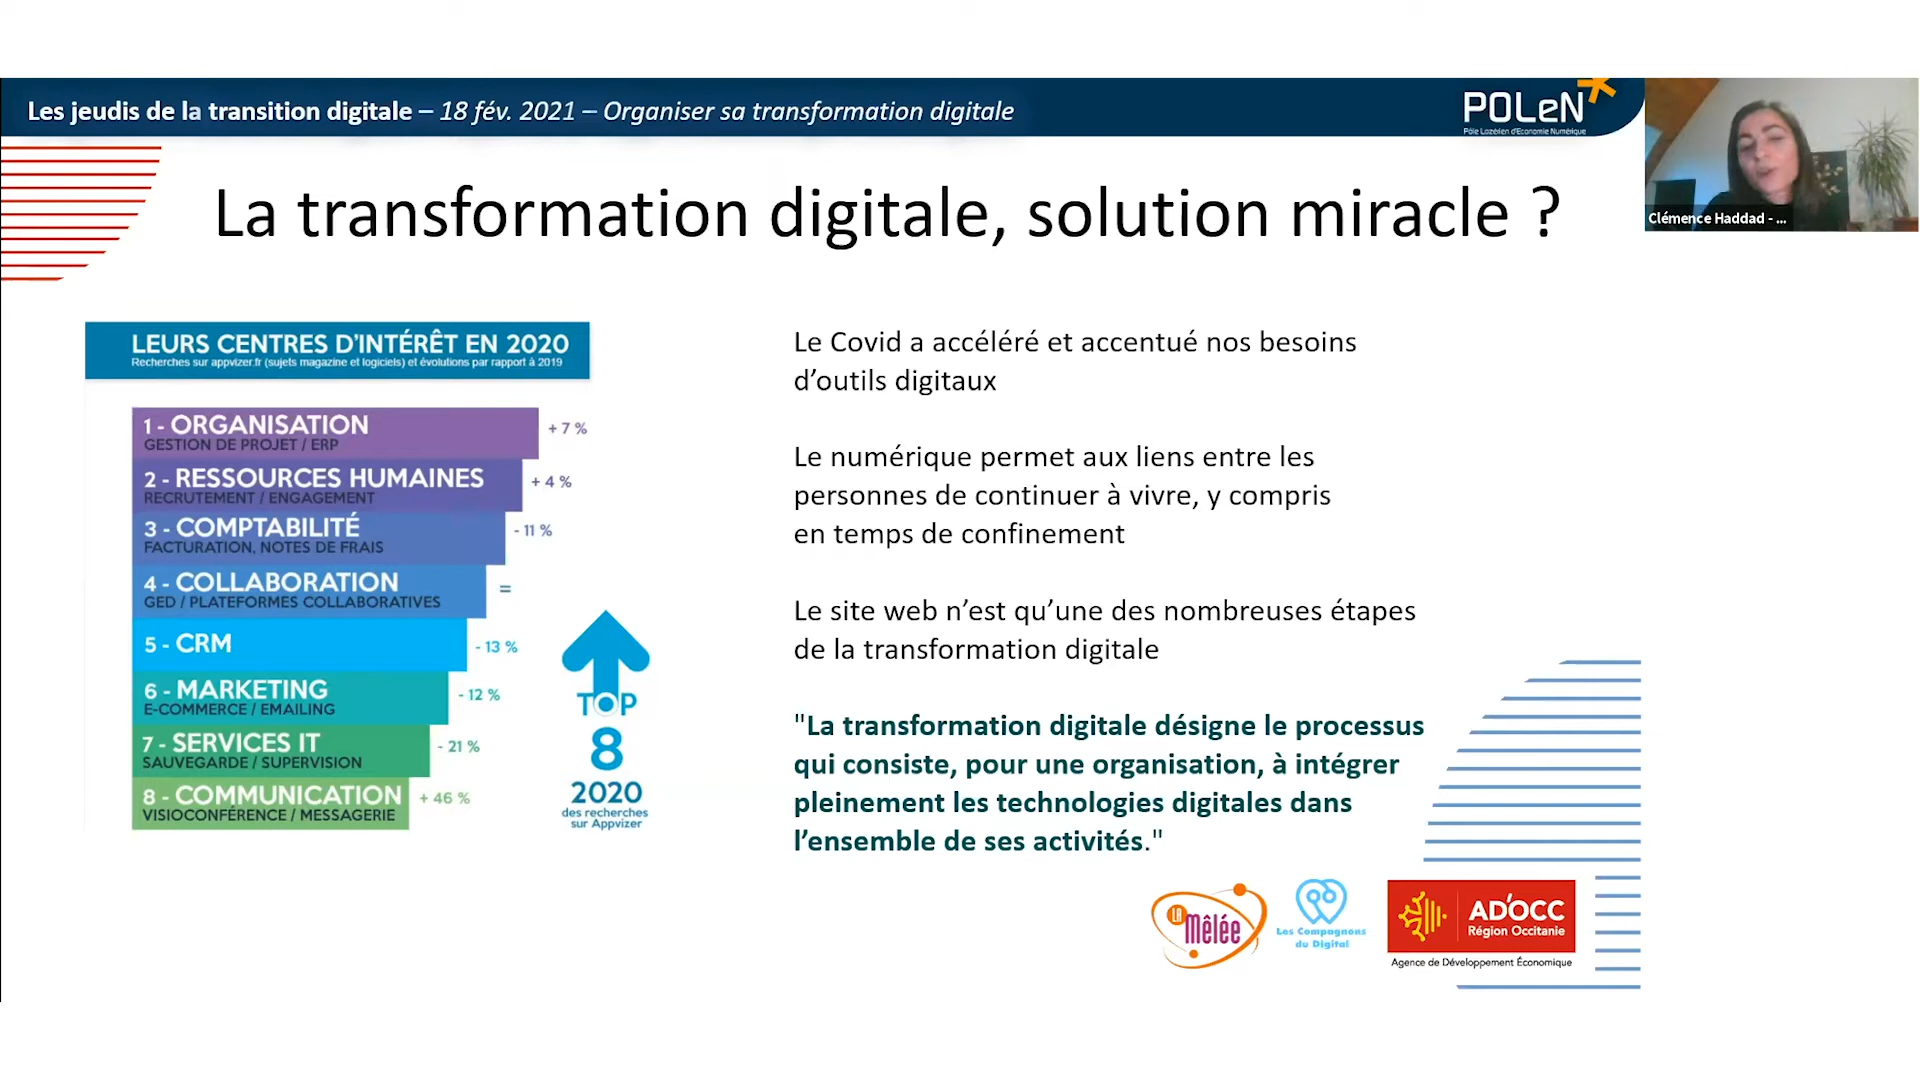 Les jeudis de la transition digitale – 18 fév. 2021 – Organiser sa transformation digitale
POLeN
Pôle Lozérien d'Economie Numérique
Clémence Haddad - ...
La transformation digitale, solution miracle ?
LEURS CENTRES D'INTÉRÊT EN 2020
Recherches sur appvizer.fr (sujets magazine et logiciels) et évolutions par rapport à 2019
1 - ORGANISATION
GESTION DE PROJET / ERP
+ 7 %
2 - RESSOURCES HUMAINES
RECRUTEMENT / ENGAGEMENT
+ 4 %
3 - COMPTABILITÉ
FACTURATION, NOTES DE FRAIS
- 11 %
4 - COLLABORATION
GED / PLATEFORMES COLLABORATIVES
=
5 - CRM
- 13 %
6 - MARKETING
E-COMMERCE / EMAILING
- 12 %
7 - SERVICES IT
SAUVEGARDE / SUPERVISION
- 21 %
8 - COMMUNICATION
VISIOCONFÉRENCE / MESSAGERIE
+ 46 %
TOP
8
2020
des recherches
sur Appvizer
Le Covid a accéléré et accentué nos besoins
d’outils digitaux
Le numérique permet aux liens entre les
personnes de continuer à vivre, y compris
en temps de confinement
Le site web n’est qu’une des nombreuses étapes
de la transformation digitale
"La transformation digitale désigne le processus
qui consiste, pour une organisation, à intégrer
pleinement les technologies digitales dans
l’ensemble de ses activités."
LA
mêlée
Les Compagnons
du Digital
AD'OCC
Région Occitanie
Agence de Développement Économique